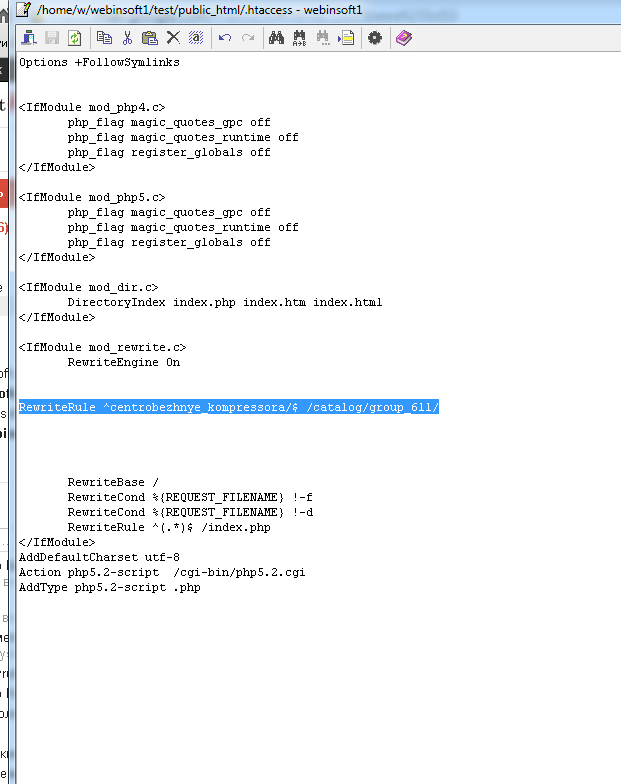 /home/w/webinsoft1/test/public_html/.htaccess - webinsoft1
Options +FollowSymlinks
<IfModule mod_php4.c>
php_flag magic_quotes_gpc off
php_flag magic_quotes_runtime off
php_flag register_globals off
</IfModule>
<IfModule mod_php5.c>
php_flag magic_quotes_gpc off
php_flag magic_quotes_runtime off
php_flag register_globals off
</IfModule>
<IfModule mod_dir.c>
DirectoryIndex index.php index.htm index.html
</IfModule>
<IfModule mod_rewrite.c>
RewriteEngine On
RewriteRule ^centrobezhnye_kompressora/$ /catalog/group_611/
RewriteBase /
RewriteCond %{REQUEST_FILENAME} !-f
RewriteCond %{REQUEST_FILENAME} !-d
RewriteRule ^(.*)$ /index.php
</IfModule>
AddDefaultCharset utf-8
Action php5.2-script  /cgi-bin/php5.2.cgi
AddType php5.2-script .php